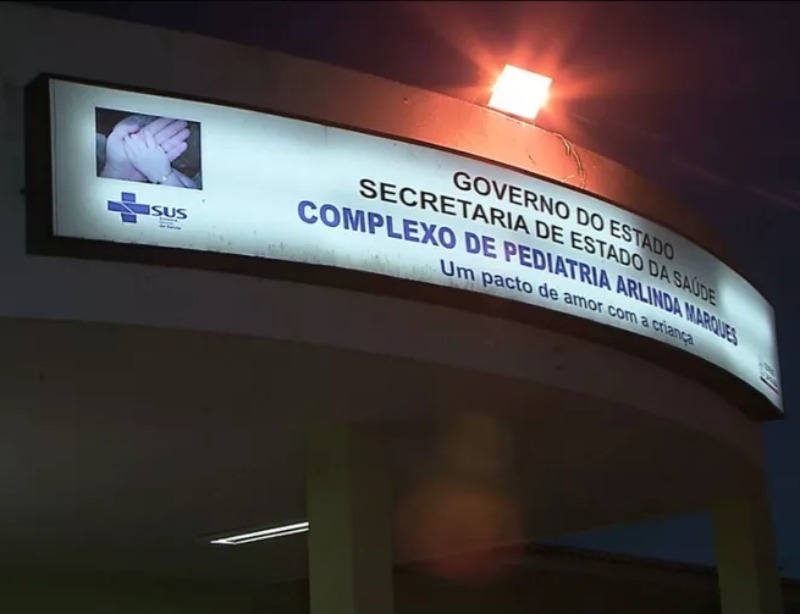 GOVERNO DO ESTADO
SECRETARIA DE ESTADO DA SAÚDE
COMPLEXO DE PEDIATRIA ARLINDA MARQUES
Um pacto de amor com a criança
SUS